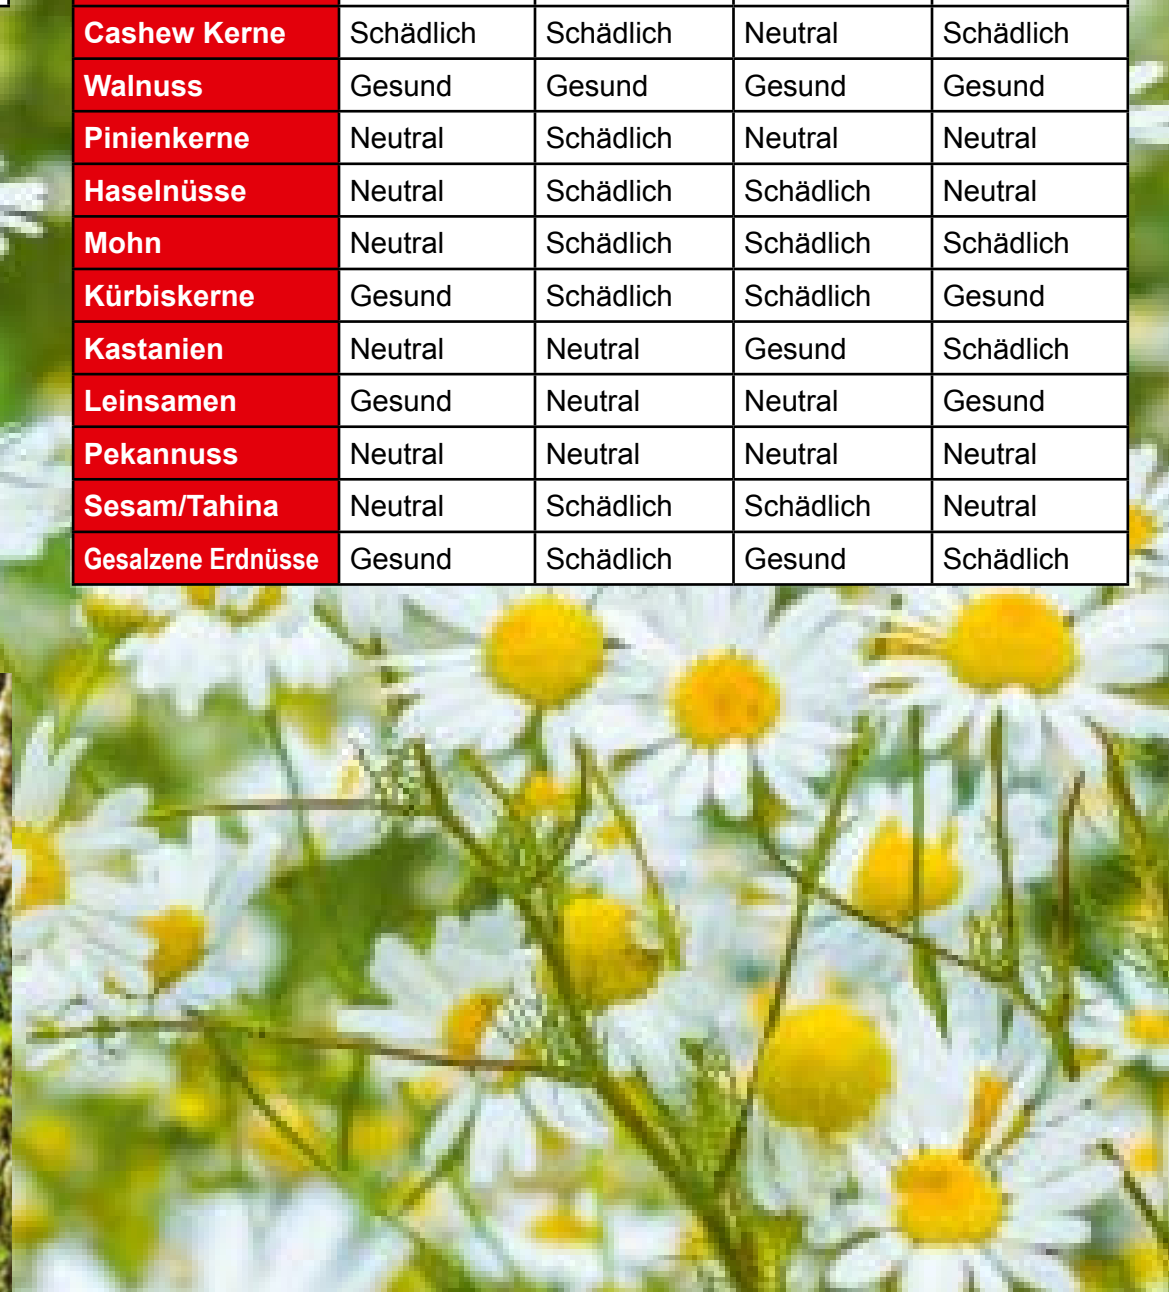 Cashew Kerne Schädlich Schädlich Neutral Schädlich
Walnuss Gesund Gesund Gesund Gesund
Pinienkerne Neutral Schädlich Neutral Neutral
Haselnüsse Neutral Schädlich Schädlich Neutral
Mohn Neutral Schädlich Schädlich Schädlich
Kürbiskerne Gesund Schädlich Schädlich Gesund
Kastanien Neutral Neutral Gesund Schädlich
Leinsamen Gesund Neutral Neutral Gesund
Pekannuss Neutral Neutral Neutral Neutral
Sesam/Tahina Neutral Schädlich Schädlich Neutral
Gesalzene Erdnüsse Gesund Schädlich Gesund Schädlich